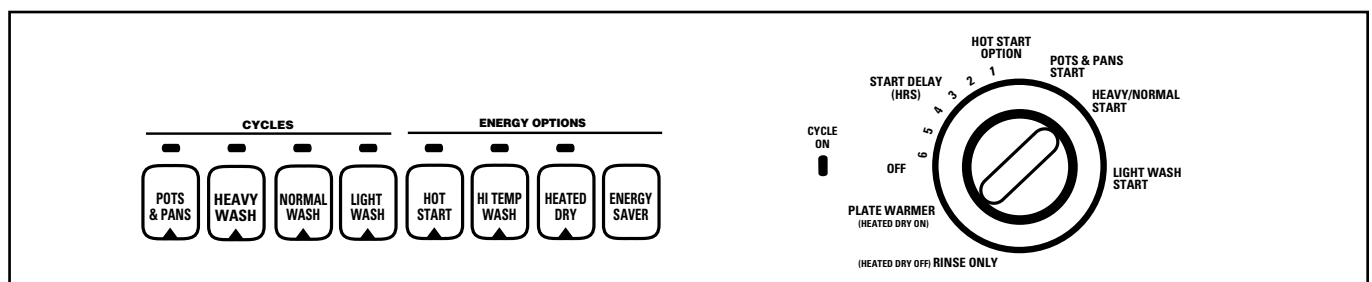 CYCLES
ENERGY OPTIONS
POTS
& PANS
HEAVY
WASH
NORMAL
WASH
LIGHT
WASH
HOT
START
HI TEMP
WASH
HEATED
DRY
ENERGY
SAVER
CYCLE
ON
HOT START
OPTION
POTS & PANS
START
HEAVY/NORMAL
START
LIGHT WASH
START
START DELAY
(HRS)
1
2
3
4
5
6
OFF
PLATE WARMER
(HEATED DRY ON)
(HEATED DRY OFF) RINSE ONLY